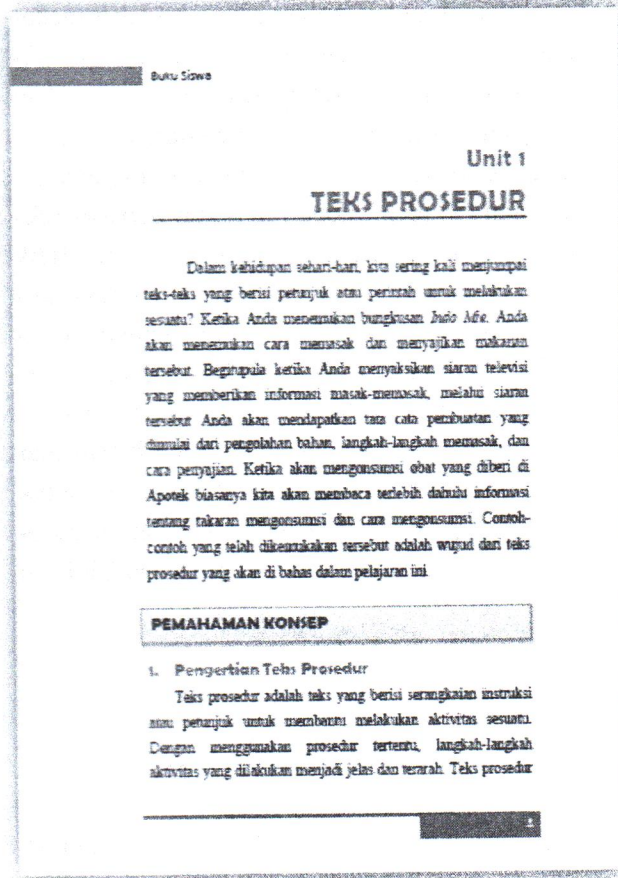 Buku Siswa
Unit 1
TEKS PROSEDUR
Dalam kehidupan sehari-hari, kita sering kali menjumpai
teks-teks yang berisi petunjuk atau perintah untuk melakukan
sesuatu? Ketika Anda menemukan bungkusan Indo Mie. Anda
akan menemukan cara memasak dan menyajikan makanan
tersebut. Begitupula ketika Anda menyaksikan siaran televisi
yang memberikan informasi masak-memasak, melalui siaran
tersebut Anda akan mendapatkan tata cata pembuatan yang
dimulai dari pengolahan bahan, langkah-langkah memasak, dan
cara penyajian. Ketika akan mengonsumsi obat yang diberi di
Apotek biasanya kita akan membaca terlebih dahulu informasi
tentang takaran mengonsumsi dan cara mengonsumsi. Contoh-
contoh yang telah dikemukakan tersebut adalah wujud dari teks
prosedur yang akan di bahas dalam pelajaran ini.
PEMAHAMAN KONSEP
1. Pengertian Teks Prosedur
Teks prosedur adalah teks yang berisi serangkaian instruksi
atau petunjuk untuk membantu melakukan aktivitas sesuatu.
Dengan menggunakan prosedur tertentu, langkah-langkah
aktivitas yang dilakukan menjadi jelas dan terarah. Teks prosedur